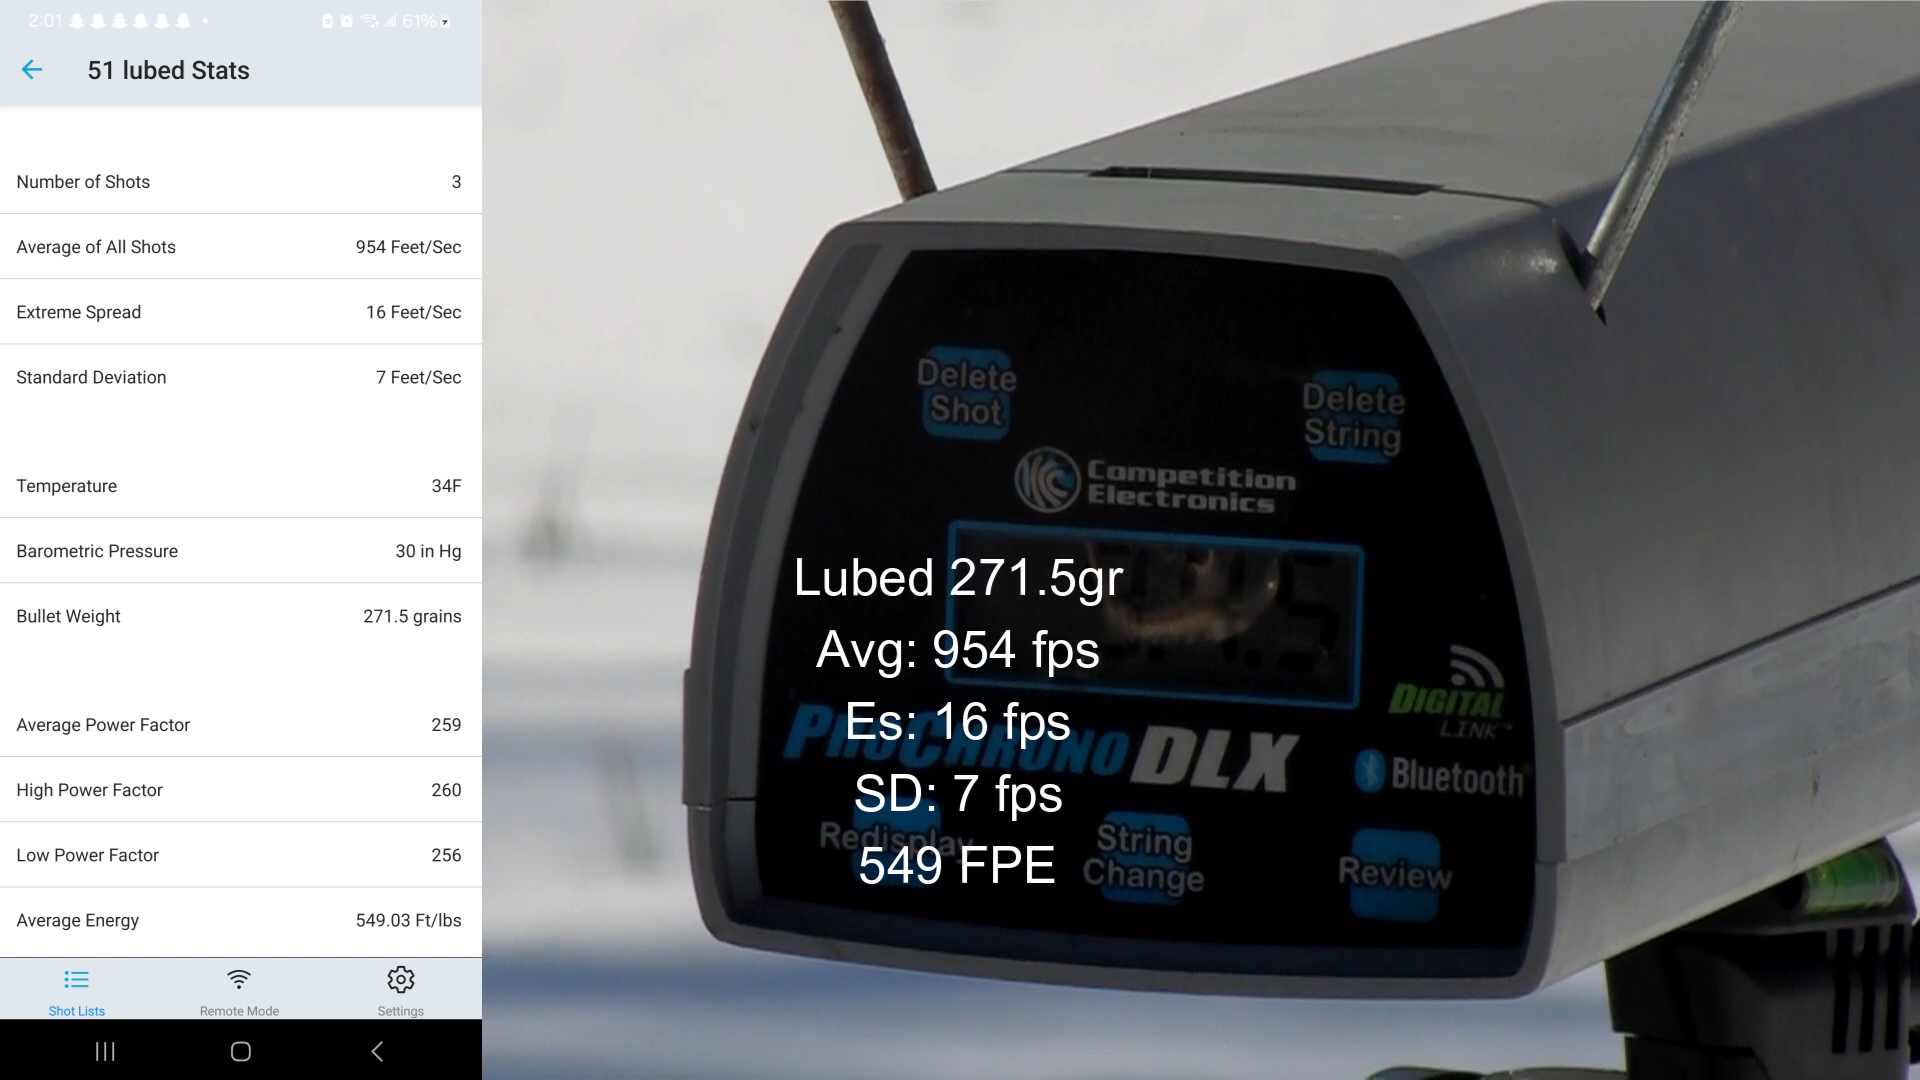 2:01
61%
51 lubed Stats
Number of Shots 3
Average of All Shots 954 Feet/Sec
Extreme Spread 16 Feet/Sec
Standard Deviation 7 Feet/Sec
Temperature 34F
Barometric Pressure 30 in Hg
Bullet Weight 271.5 grains
Average Power Factor 259
High Power Factor 260
Low Power Factor 256
Average Energy 549.03 Ft/lbs
Shot Lists
Remote Mode
Settings
Delete
Shot
Delete
String
Competition
Electronics
Lubed 271.5gr
Avg: 954 fps
Es: 16 fps
SD: 7 fps
549 FPE
DIGITAL
LINK™
PROCHRONO DLX
Bluetooth
Redisplay
String
Change
Review